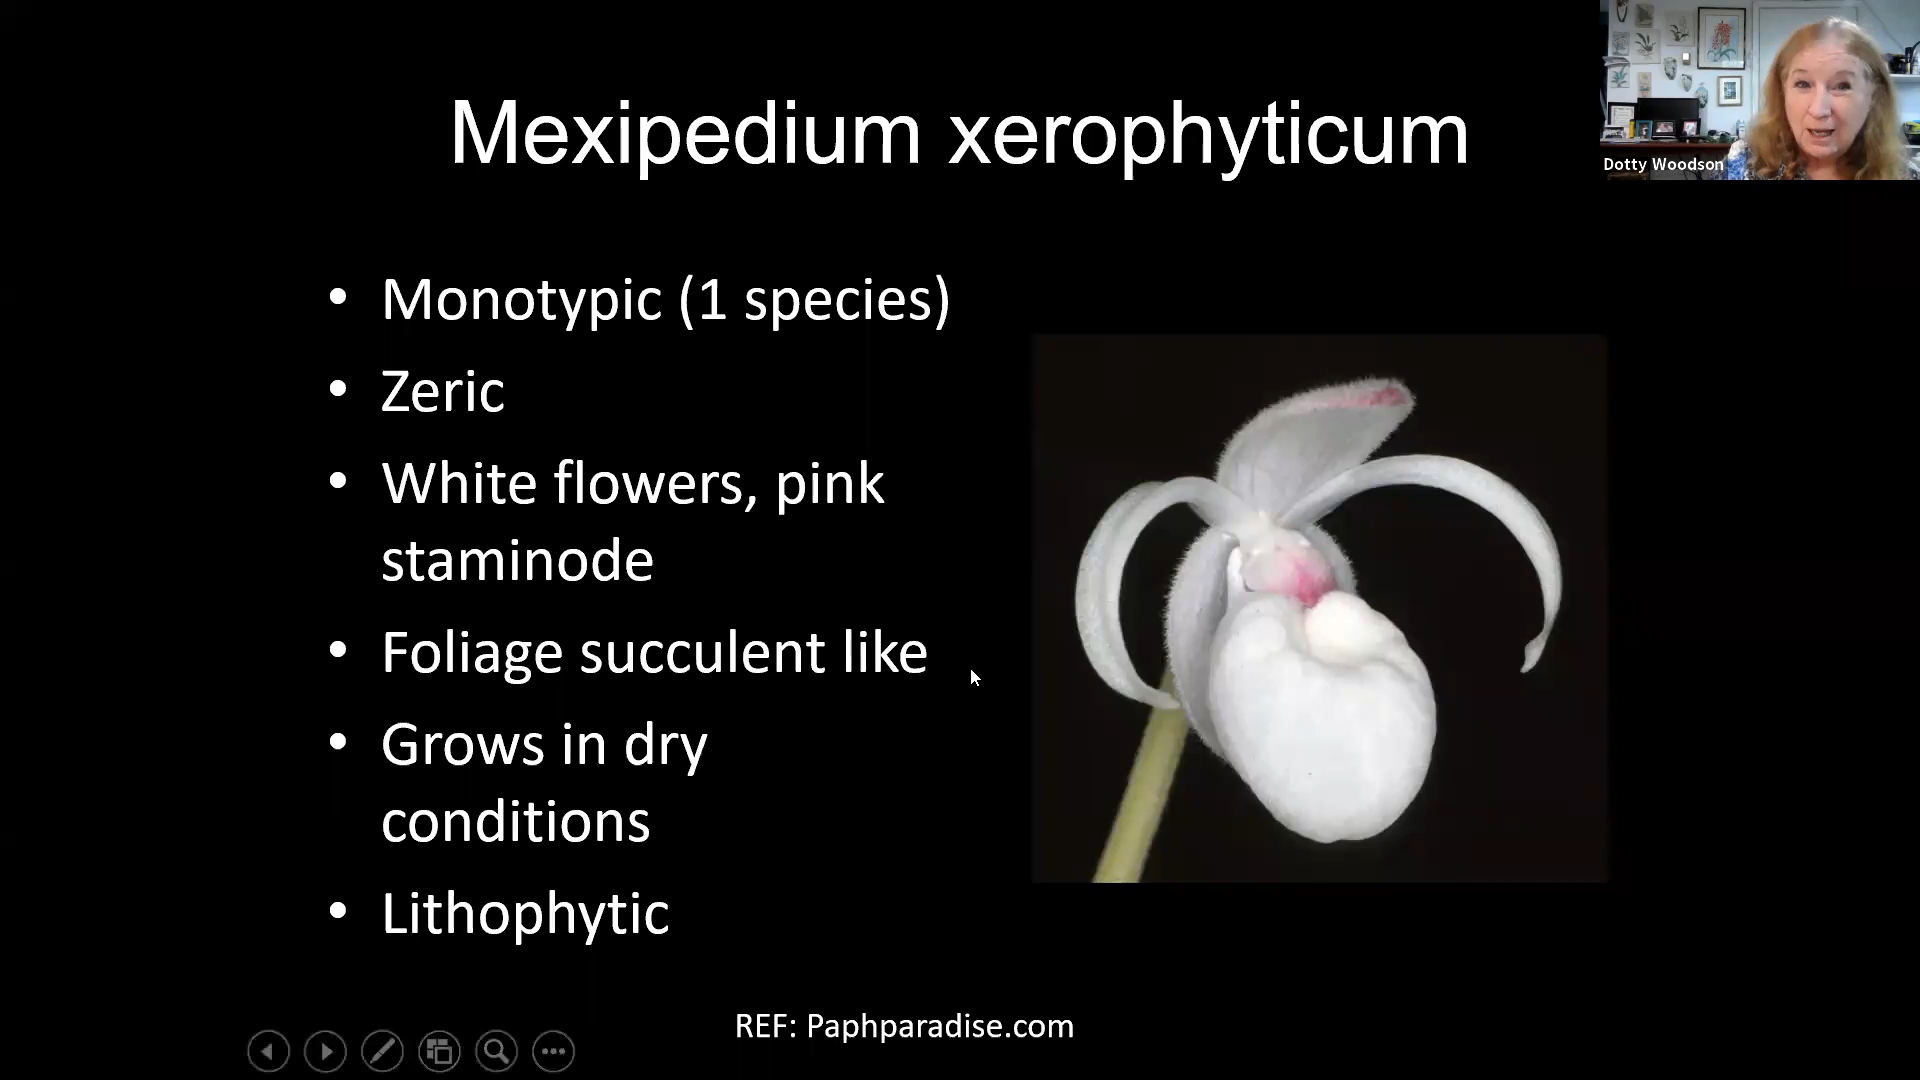 Mexipedium xerophyticum
Dotty Woodson
• Monotypic (1 species)
• Zeric
• White flowers, pink
staminode
• Foliage succulent like
• Grows in dry
conditions
• Lithophytic
REF: Paphparadise.com